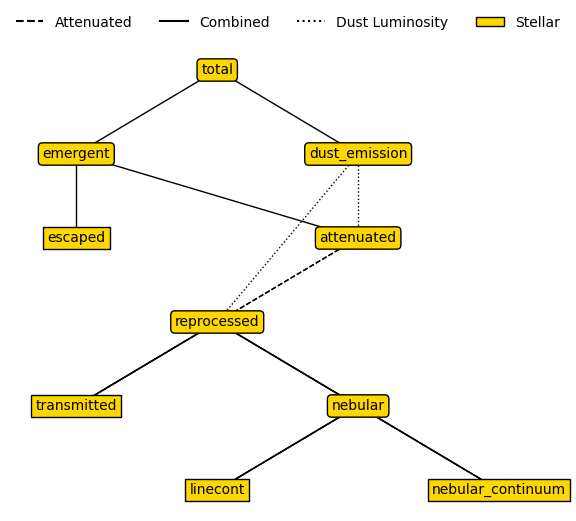 Attenuated Combined Dust Luminosity Stellar
total
emergent dust_emission
escaped attenuated
reprocessed
transmitted nebular
linecont nebular_continuum